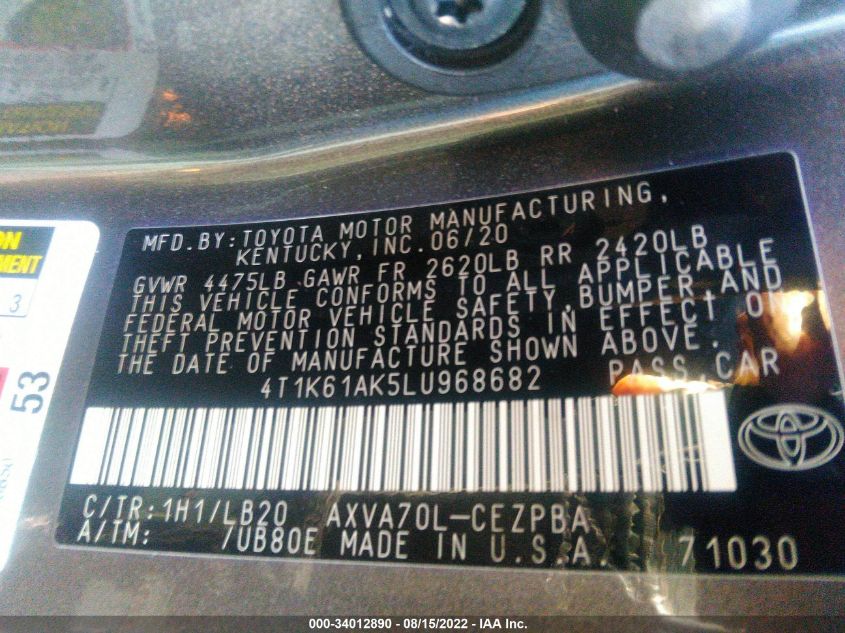 MFD. BY: TOYOTA MOTOR MANUFACTURING,
KENTUCKY, INC. 06/20
GVWR 4475LB GAWR FR 2620LB RR 2420LB
THIS VEHICLE CONFORMS TO ALL APPLICABLE
FEDERAL MOTOR VEHICLE SAFETY, BUMPER AND
THEFT PREVENTION STANDARDS IN EFFECT ON
THE DATE OF MANUFACTURE SHOWN ABOVE.
4T1K61AK5LU968682 PASS. CAR
C/TR: 1H1/LB20 AXVA70L-CEZPBA
A/TM: /UB80E MADE IN U.S.A. 71030
ON
MENT
3
53
000-34012890 - 08/15/2022 - IAA Inc.